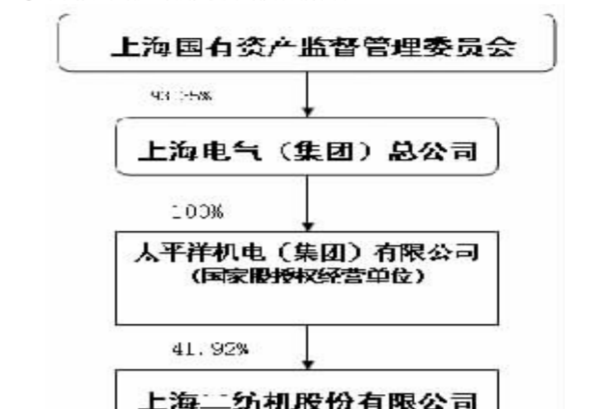 上海国有资产监督管理委员会
上海电气（集团）总公司
100%
太平洋机电（集团）有限公司
（国家股授权经营单位）
41.92%
上海二纺机股份有限公司